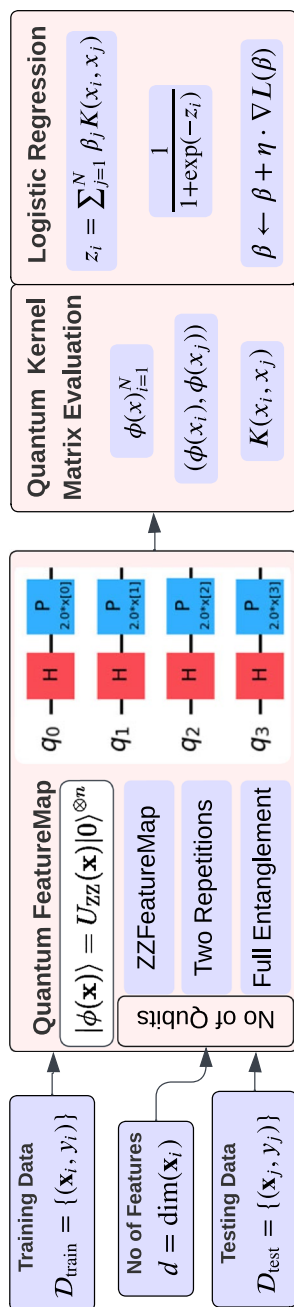 Training Data
𝒟_train = {(𝐱_i, y_i)}
No of Features
d = dim(𝐱_i)
Testing Data
𝒟_test = {(𝐱_j, y_j)}
Quantum FeatureMap
|ϕ(𝐱)⟩ = U_ZZ(𝐱)|0⟩^⊗n
No of Qubits
ZZFeatureMap
Two Repetitions
Full Entanglement
q_0 H P 2.0*x[0]
q_1 H P 2.0*x[1]
q_2 H P 2.0*x[2]
q_3 H P 2.0*x[3]
Quantum Kernel
Matrix Evaluation
ϕ(x)_{i=1}^N
(ϕ(x_i), ϕ(x_j))
K(x_i, x_j)
Logistic Regression
z_i = ∑_{j=1}^N β_j K(x_i, x_j)
1
1+exp(−z_i)
β ← β + η · ∇L(β)